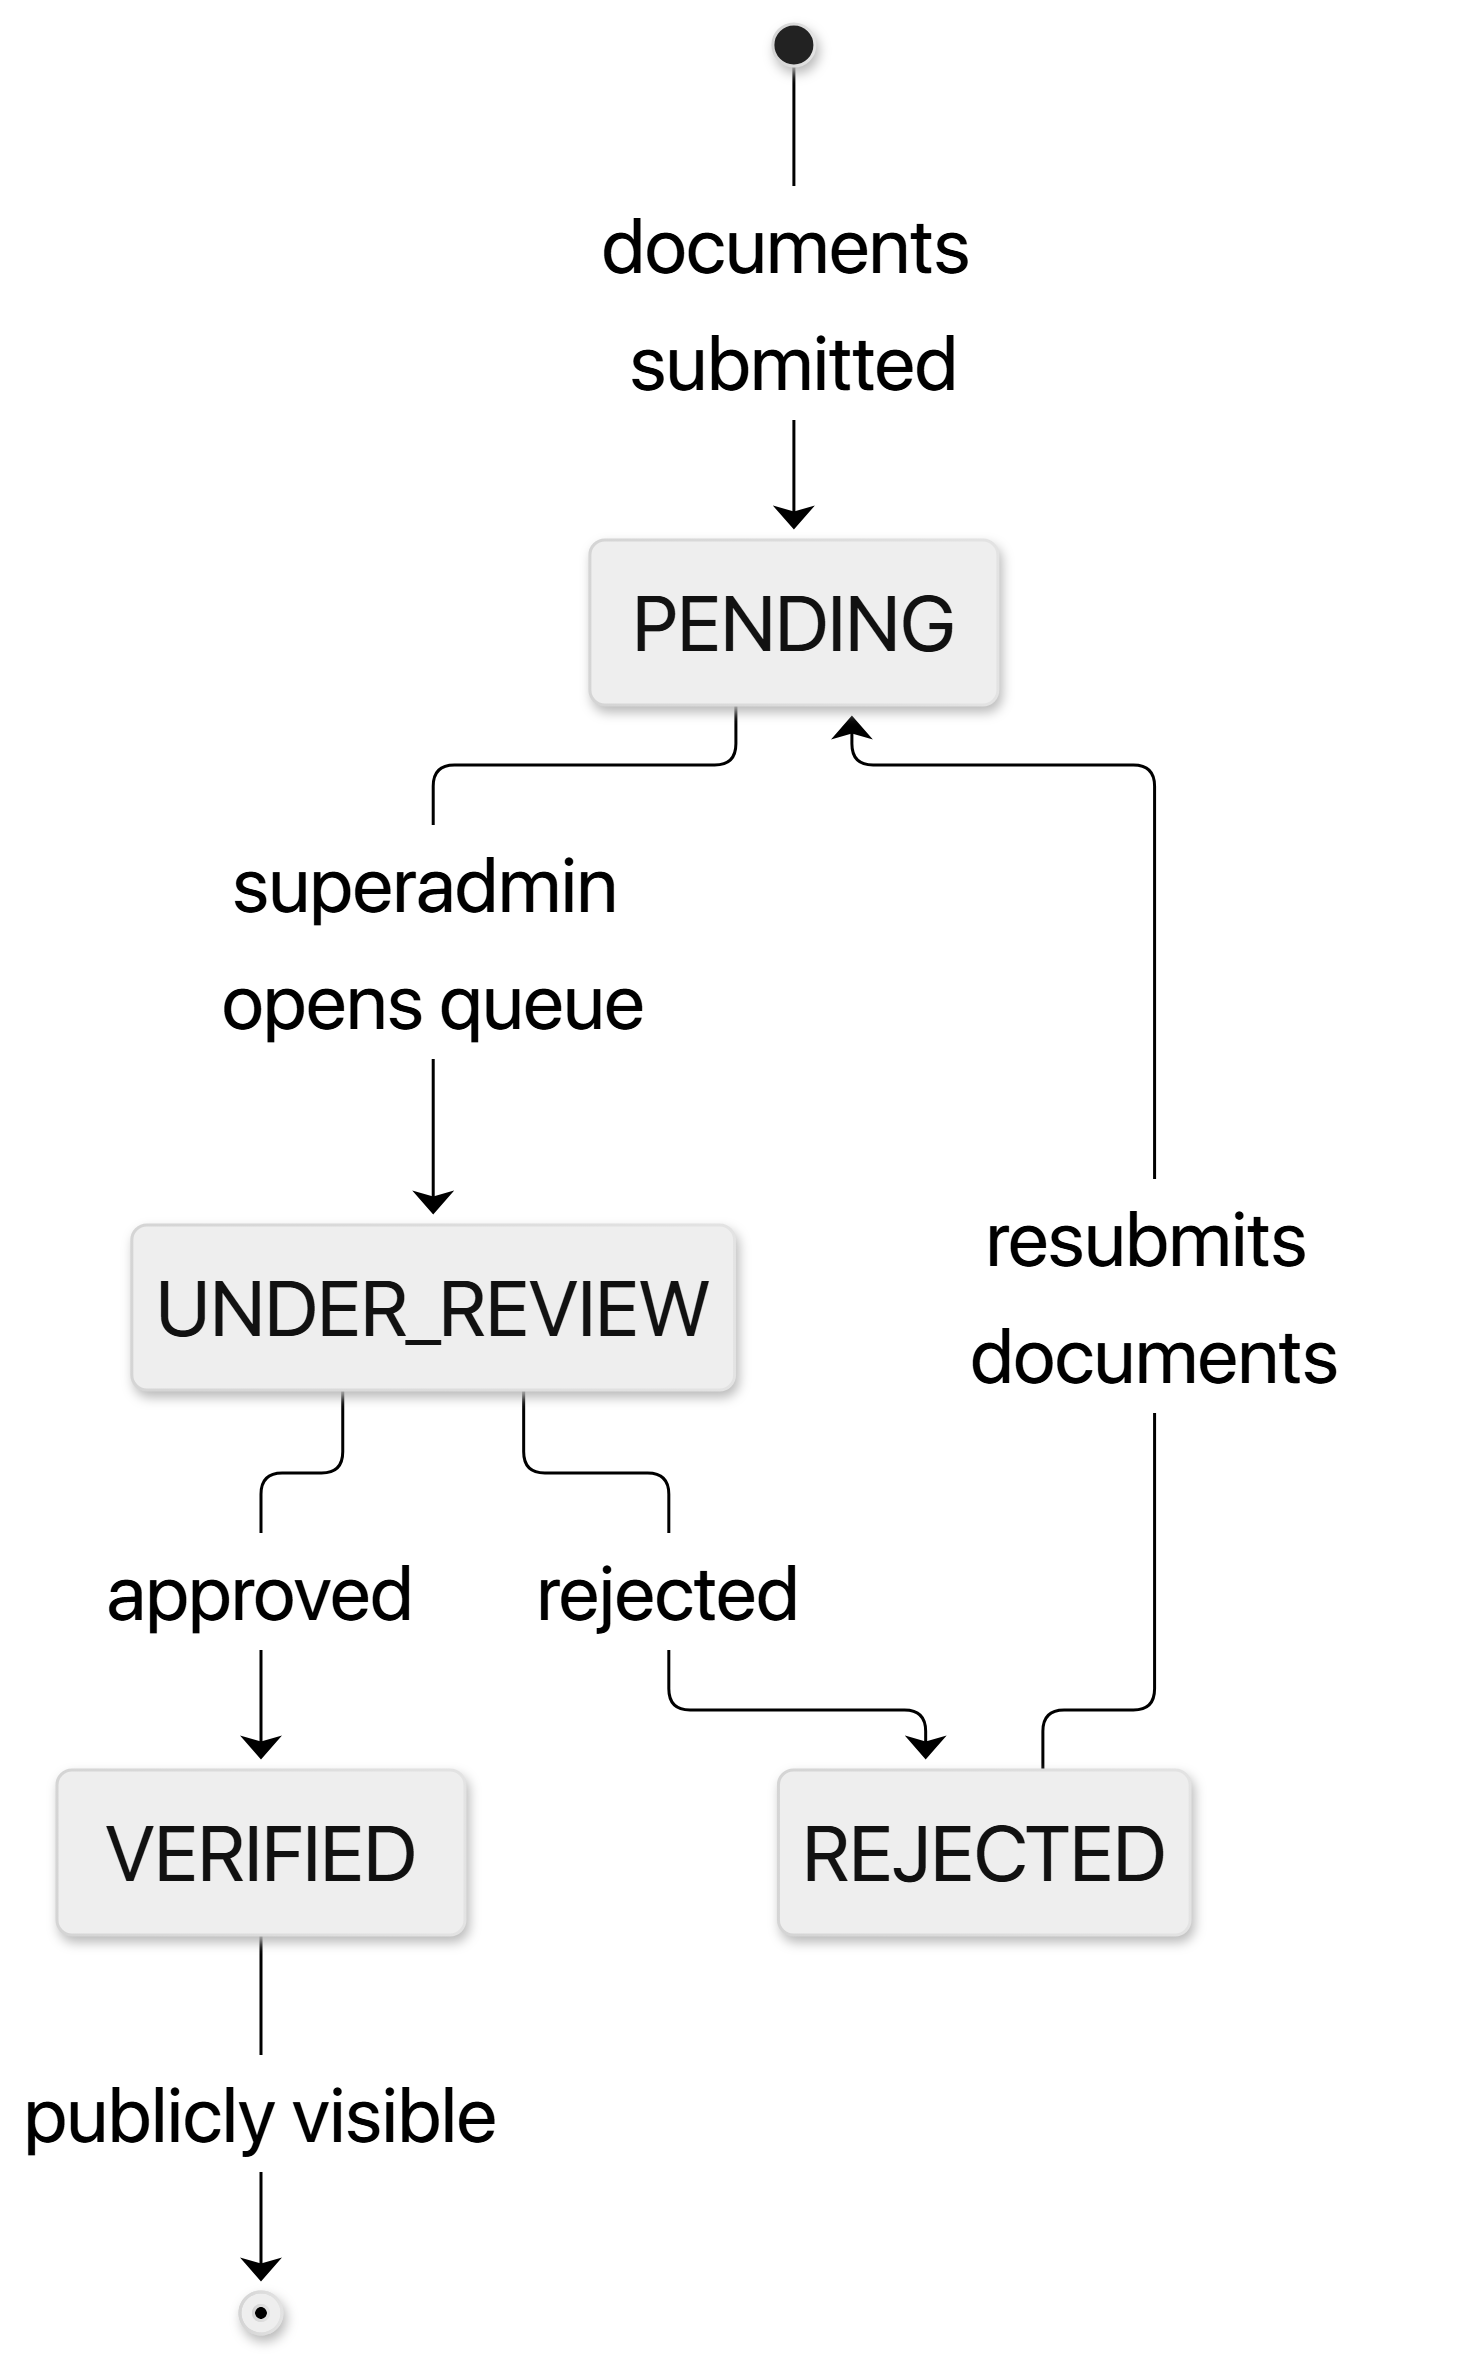 documents
submitted
PENDING
superadmin
opens queue
UNDER_REVIEW
resubmits
documents
approved
rejected
VERIFIED
REJECTED
publicly visible